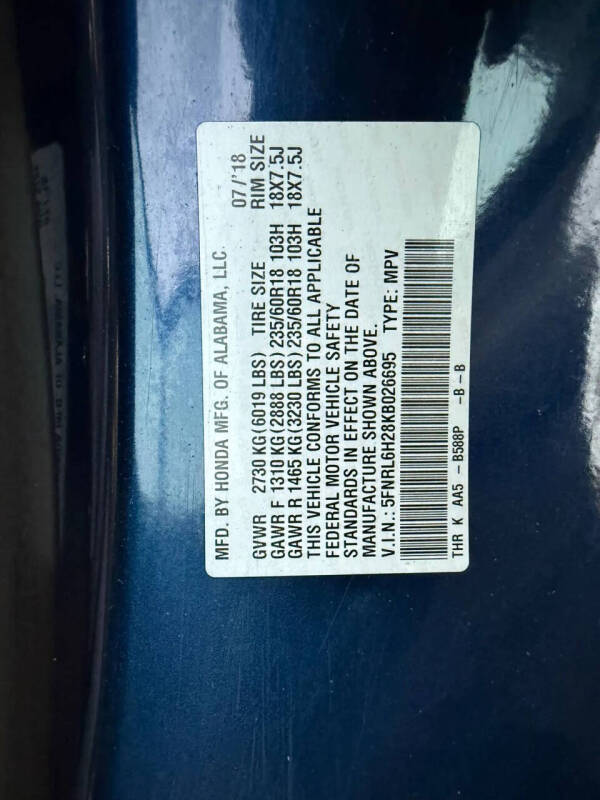 MFD. BY HONDA MFG. OF ALABAMA, LLC. 07/'18
GVWR 2730 KG(6019 LBS) TIRE SIZE RIM SIZE
GAWR F 1310 KG(2888 LBS) 235/60R18 103H 18X7.5J
GAWR R 1465 KG(3230 LBS) 235/60R18 103H 18X7.5J
THIS VEHICLE CONFORMS TO ALL APPLICABLE
FEDERAL MOTOR VEHICLE SAFETY
STANDARDS IN EFFECT ON THE DATE OF
MANUFACTURE SHOWN ABOVE.
V.I.N.: 5FNRL6H28KB026695 TYPE: MPV
THR K AA5 - B588P -B-B